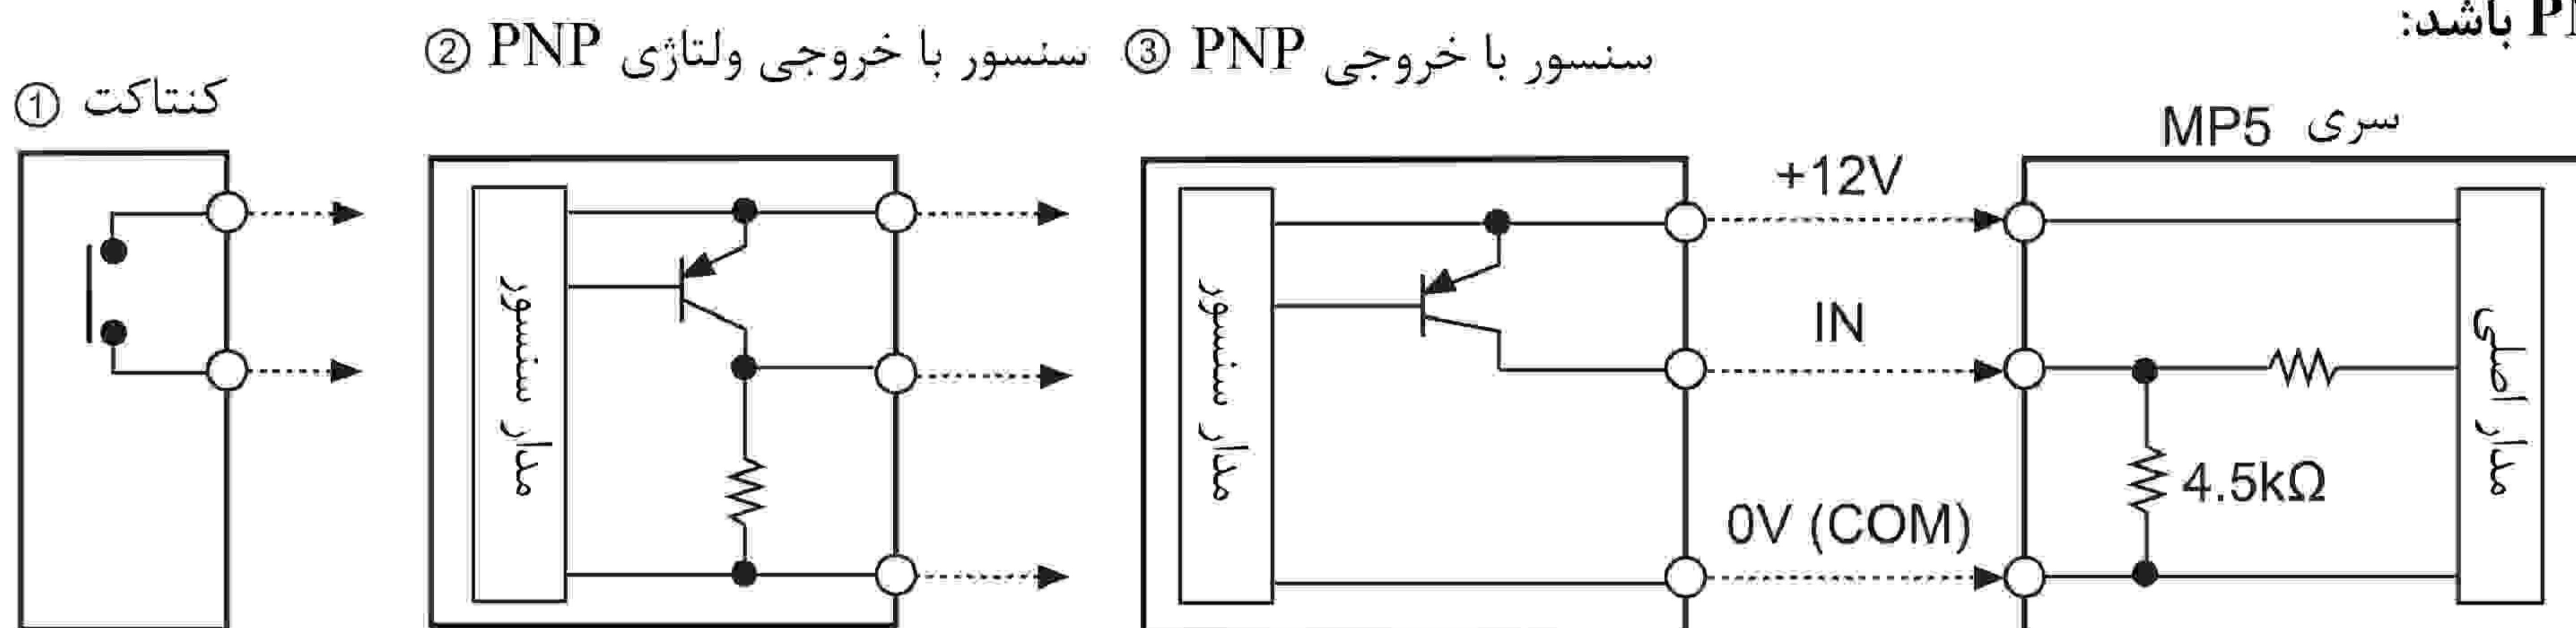 باشد:
① کنتاکت
② سنسور با خروجی ولتاژی PNP
③ سنسور با خروجی PNP
سری MP5
مدار سنسور
مدار سنسور
+12V
IN
0V (COM)
4.5kΩ
مدار اصلی